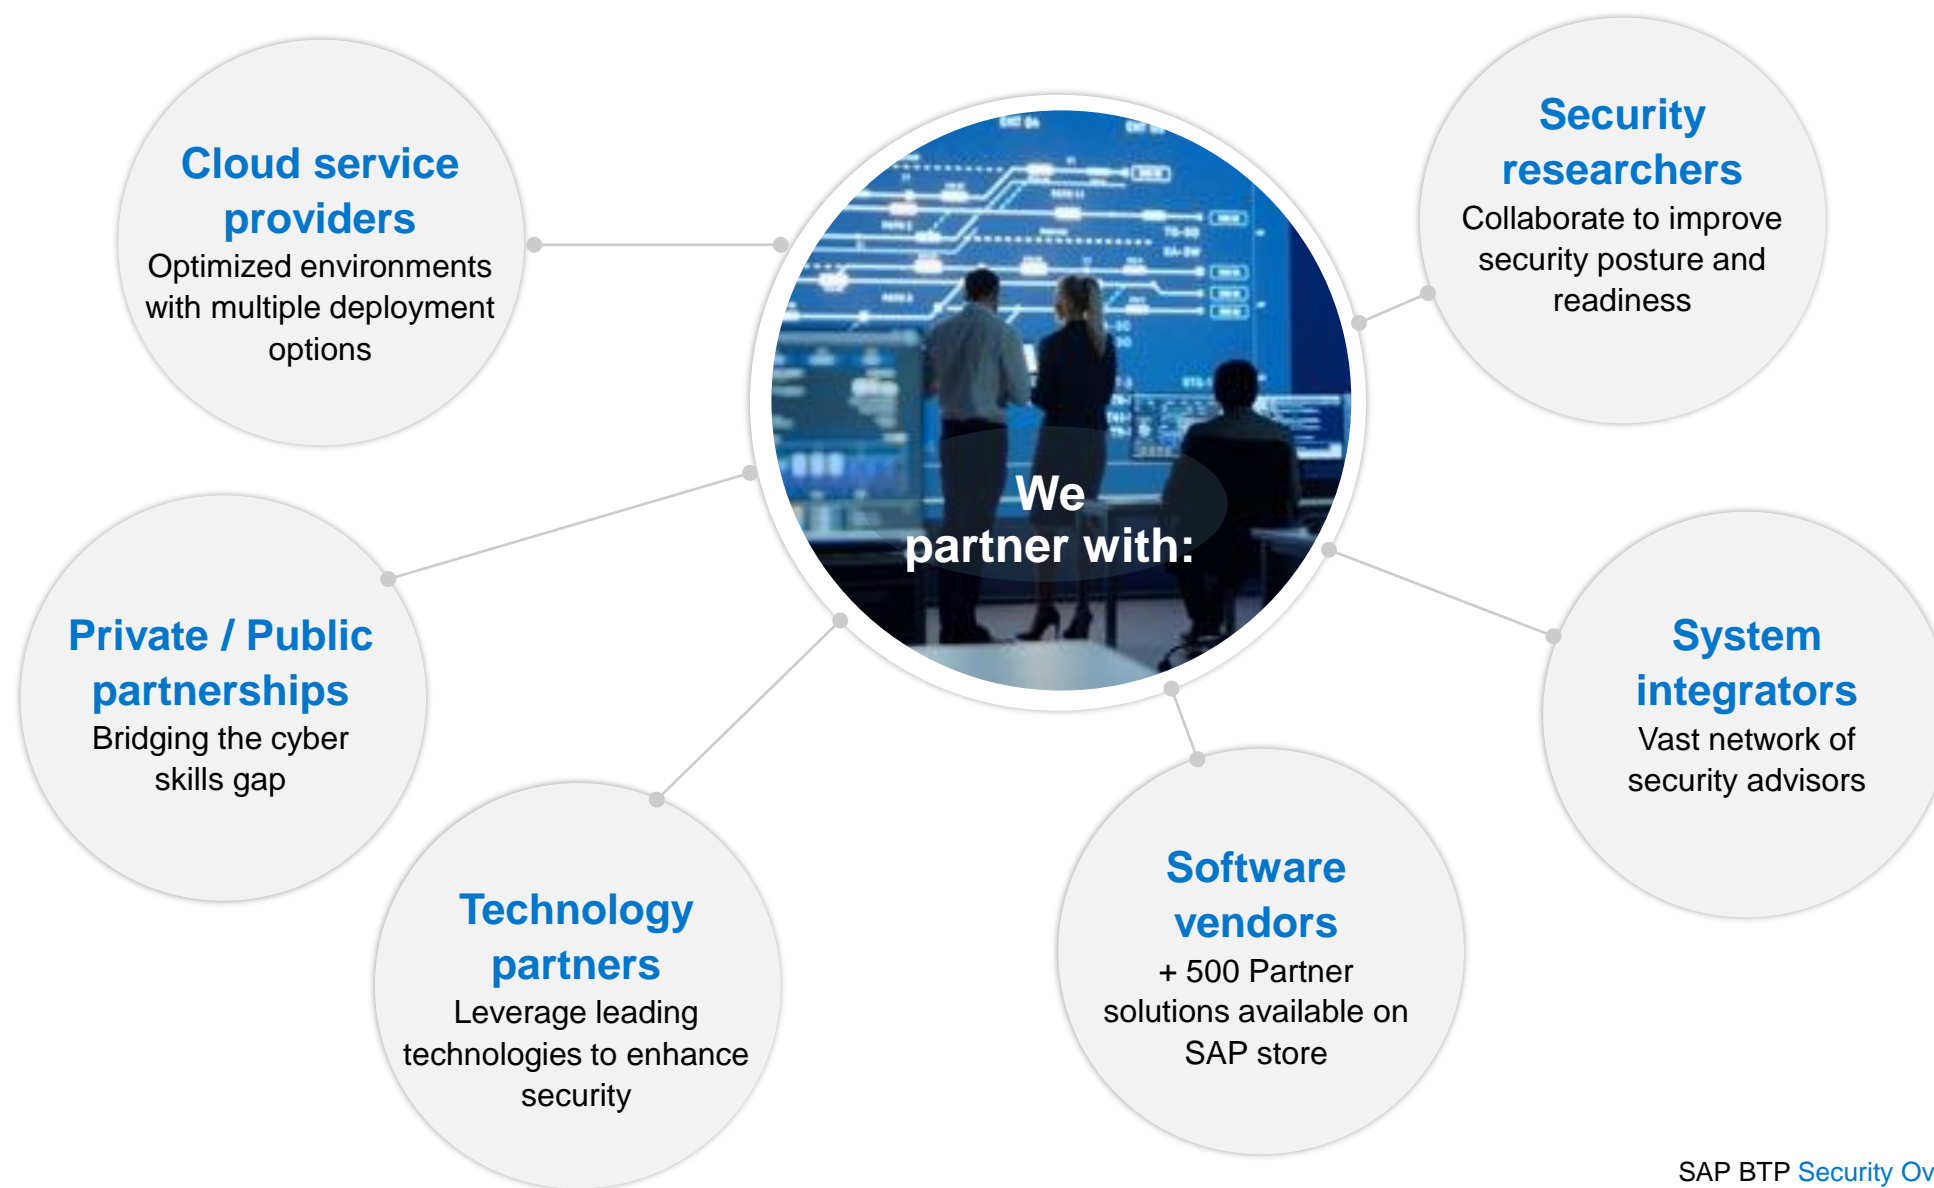 Cloud service
providers
Optimized environments
with multiple deployment
options
Security
researchers
Collaborate to improve
security posture and
readiness
We
partner with:
Private / Public
partnerships
Bridging the cyber
skills gap
System
integrators
Vast network of
security advisors
Technology
partners
Leverage leading
technologies to enhance
security
Software
vendors
+ 500 Partner
solutions available on
SAP store
SAP BTP Security Ov